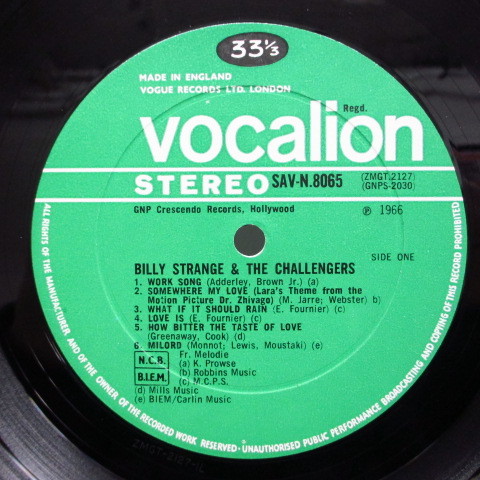 33⅓
MADE IN ENGLAND
VOGUE RECORDS LTD. LONDON
Regd.
vocalion
STEREO SAV-N.8065 (ZMGT.2127)
(GNPS-2030)
GNP Crescendo Records, Hollywood
℗ 1966
SIDE ONE
BILLY STRANGE & THE CHALLENGERS
1. WORK SONG (Adderley, Brown Jr.) (a)
2. SOMEWHERE MY LOVE (Lara's Theme from the
Motion Picture Dr. Zhivago) (M. Jarre; Webster) b)
3. WHAT IF IT SHOULD RAIN (E. Fournier) (c)
4. LOVE IS (E. Fournier) (c)
5. HOW BITTER THE TASTE OF LOVE
(Greenaway, Cook) (d)
6. MILORD (Monnot; Lewis, Moustaki) (e)
N.C.B. Fr. Melodie
(a) K. Prowse
B.I.E.M. (b) Robbins Music
(c) M.C.P.S.
(d) Mills Music
(e) BIEM/Carlin Music
ALL RIGHTS OF THE MANUFACTURER AND OF THE OWNER OF THE RECORDED WORK RESERVED · UNAUTHORISED PUBLIC PERFORMANCE BROADCASTING AND COPYING OF THIS RECORD PROHIBITED